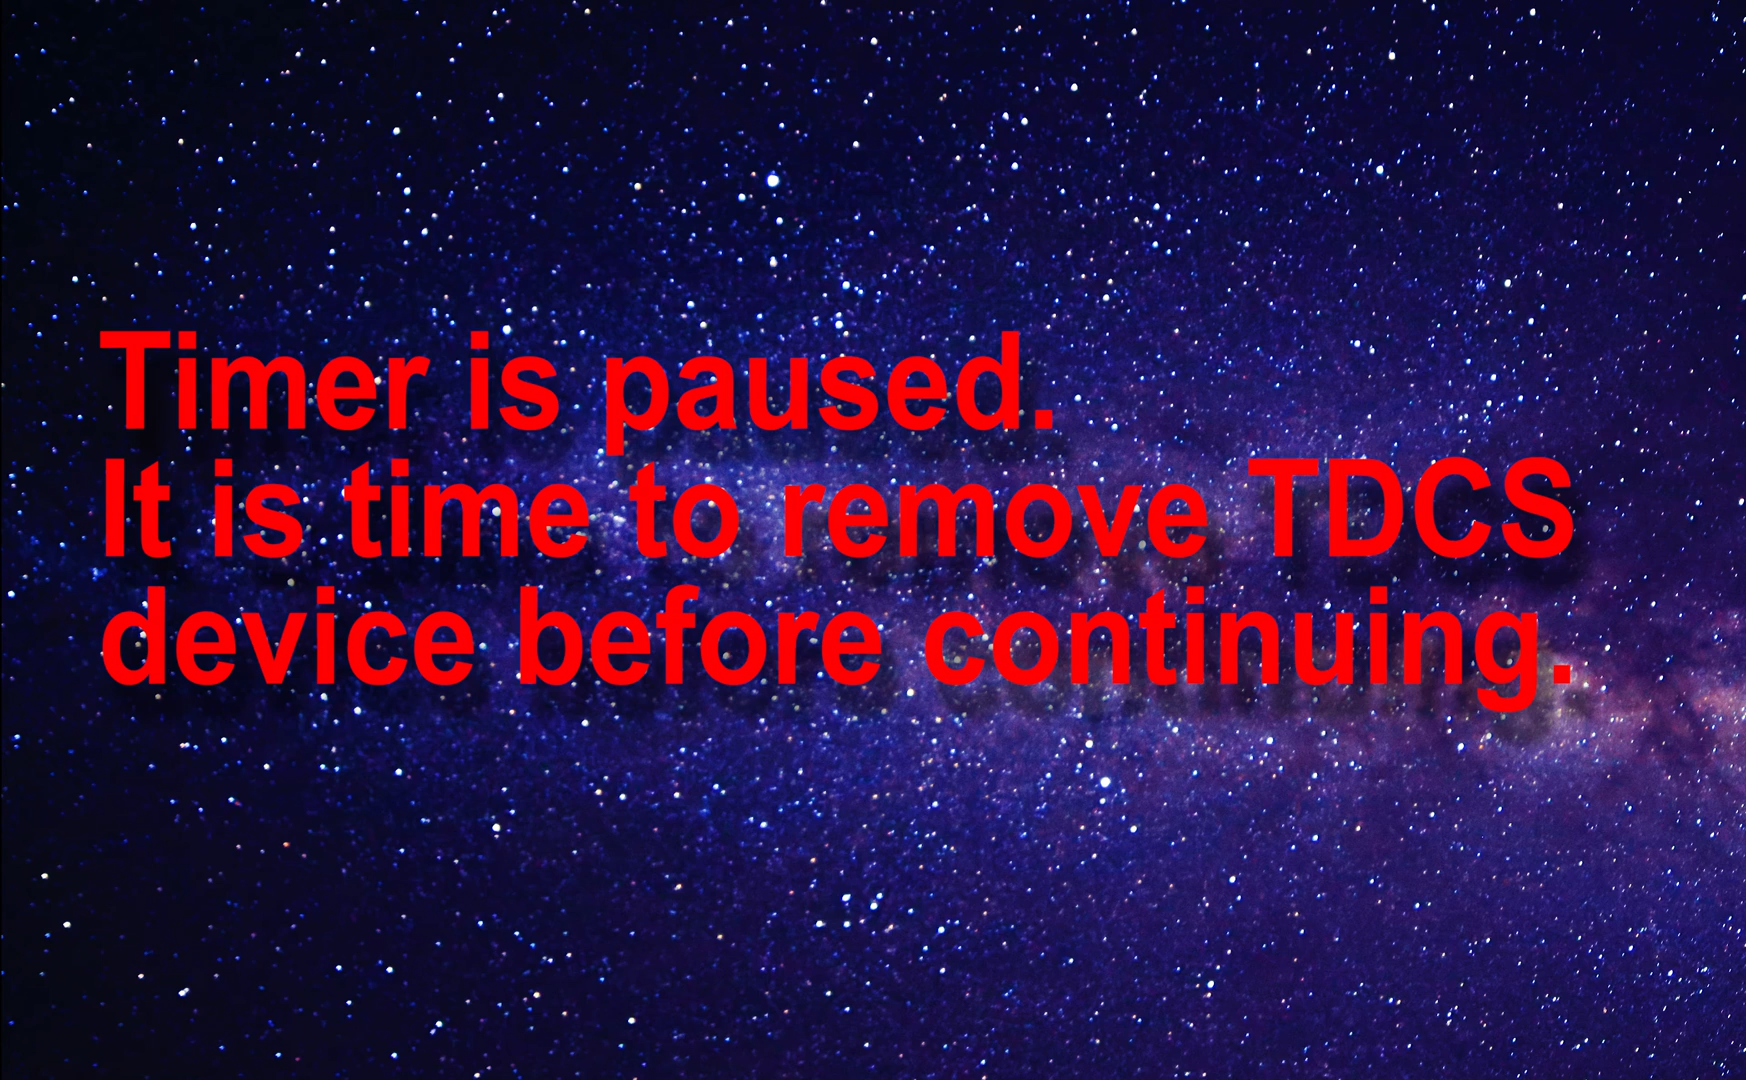 Timer is paused.
It is time to remove TDCS
device before continuing.